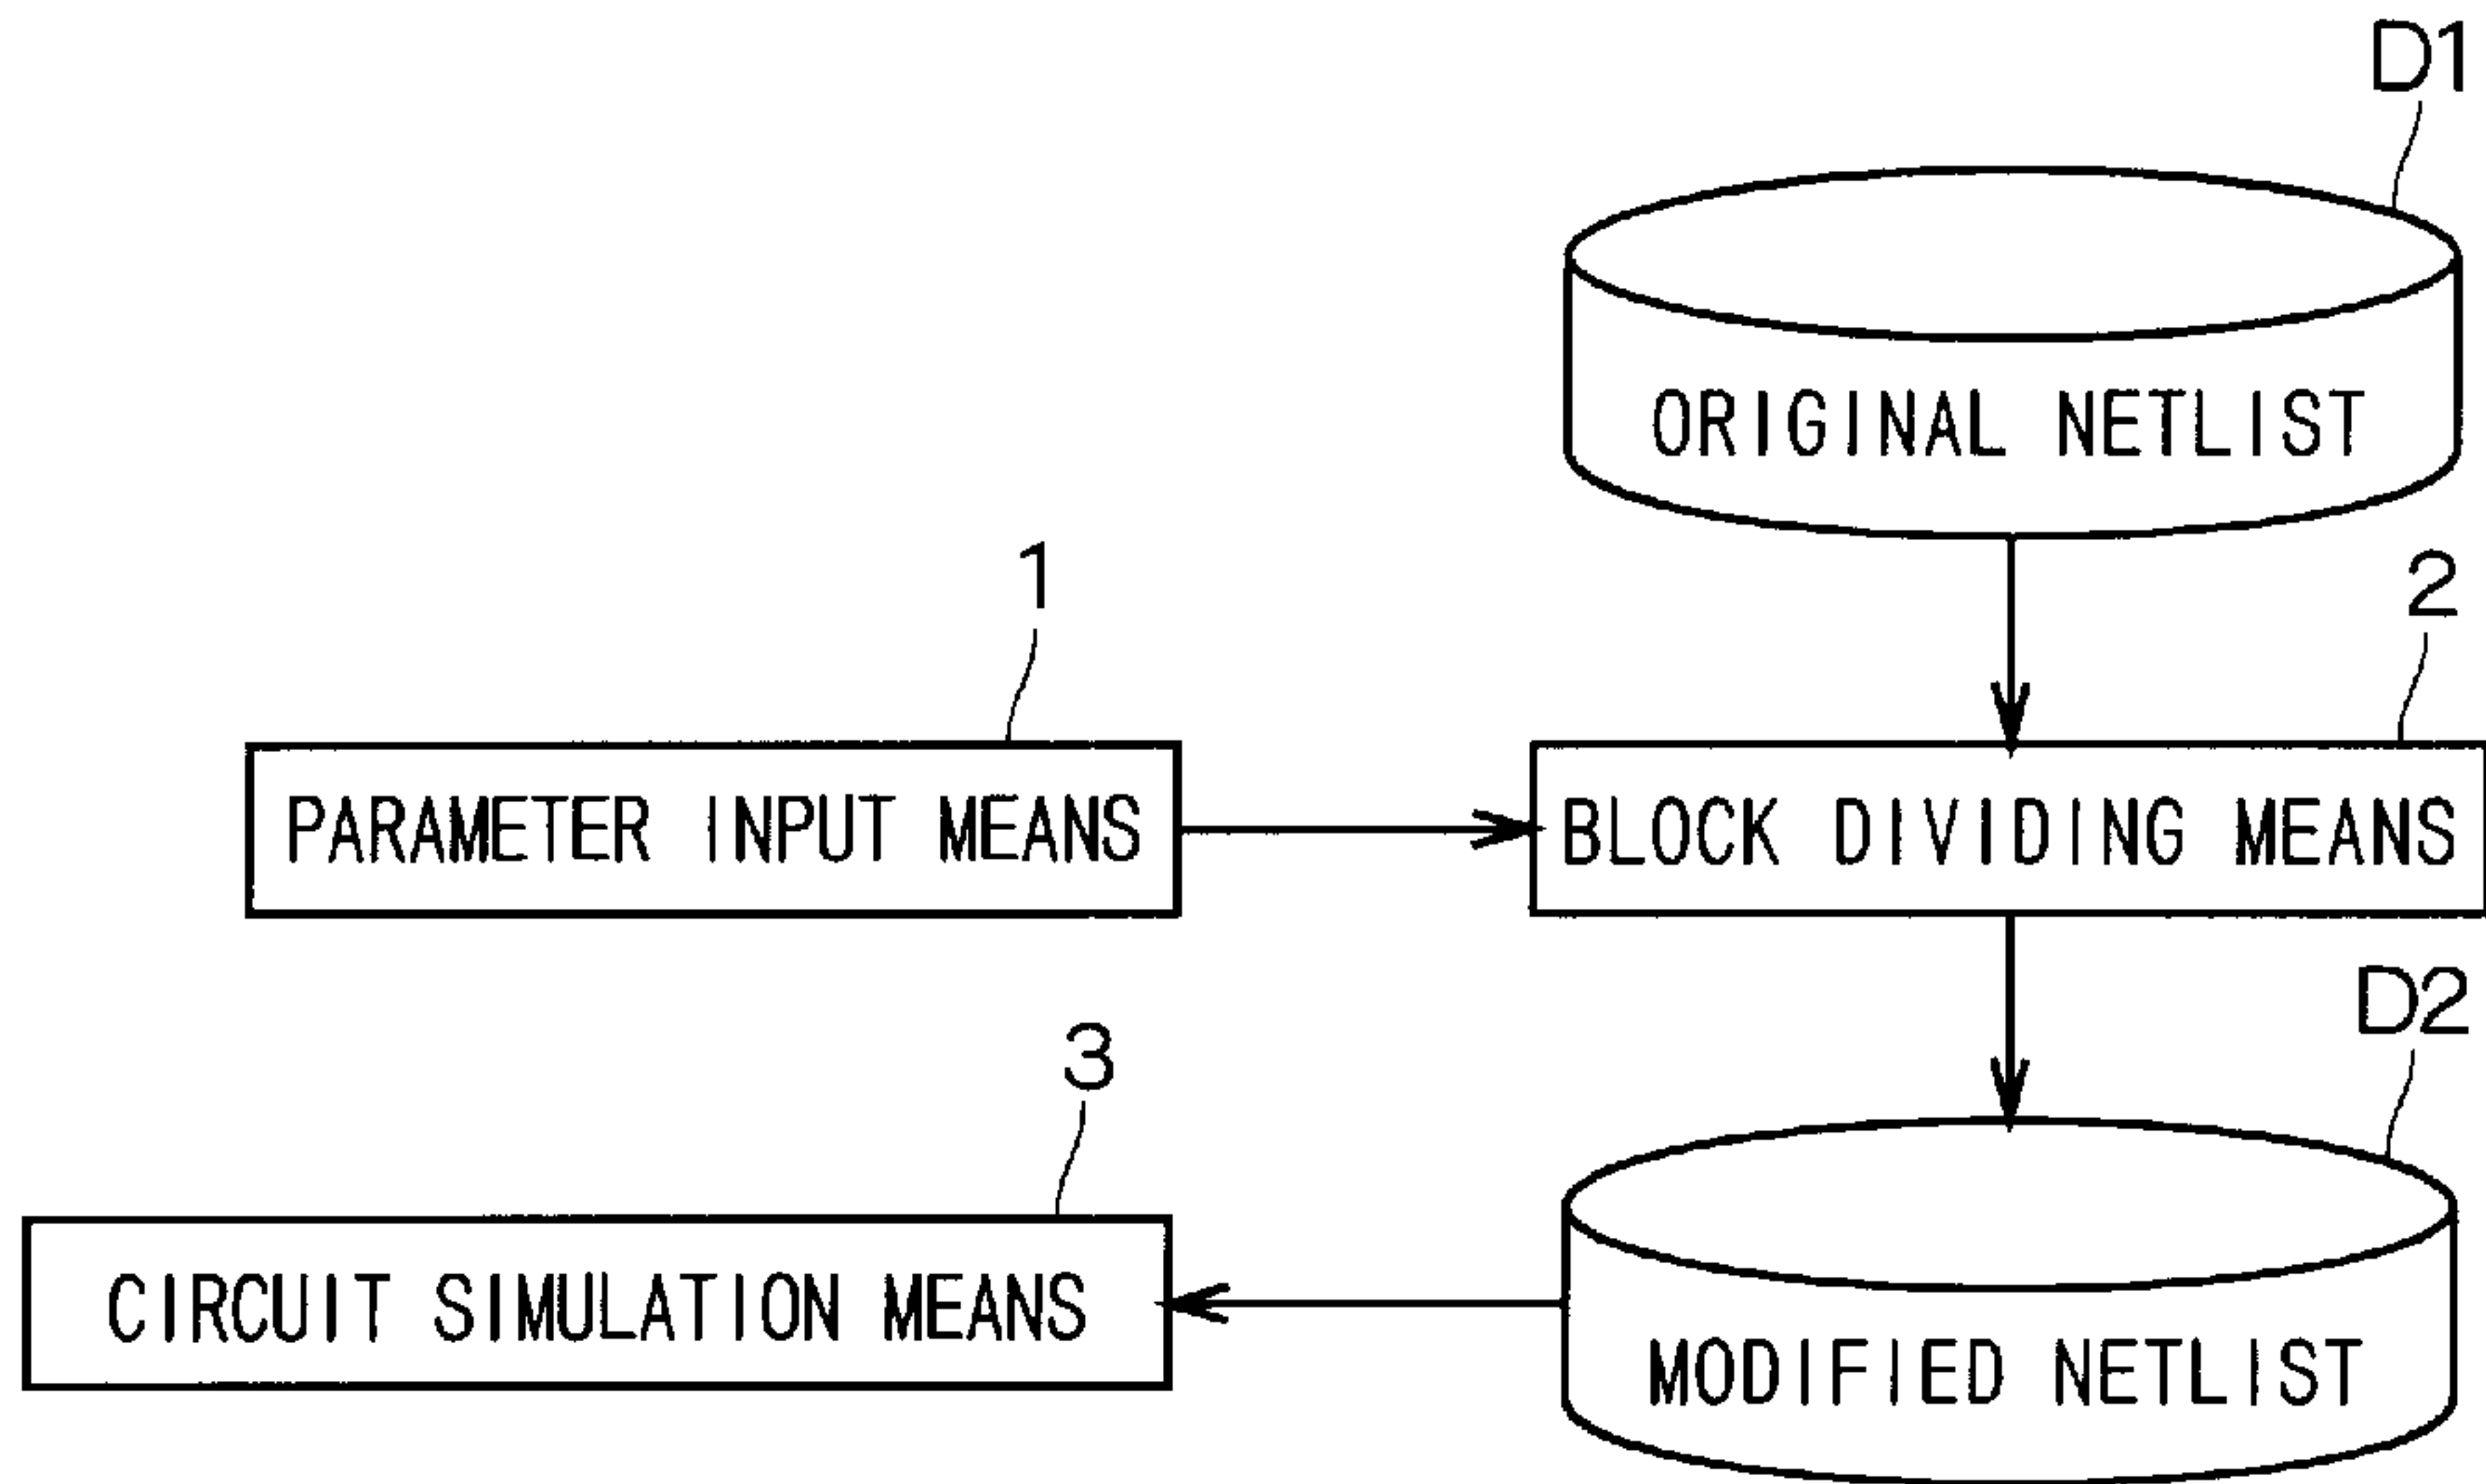 D1
ORIGINAL NETLIST
1
2
PARAMETER INPUT MEANS
BLOCK DIVIDING MEANS
D2
3
CIRCUIT SIMULATION MEANS
MODIFIED NETLIST